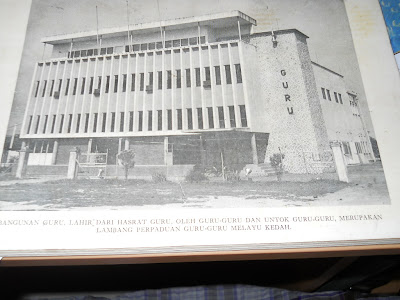 GURU
BANGUNAN GURU, LAHIR DARI HASRAT GURU, OLEH GURU-GURU DAN UNTOK GURU-GURU, MERUPAKAN
LAMBANG PERPADUAN GURU-GURU MELAYU KEDAH.